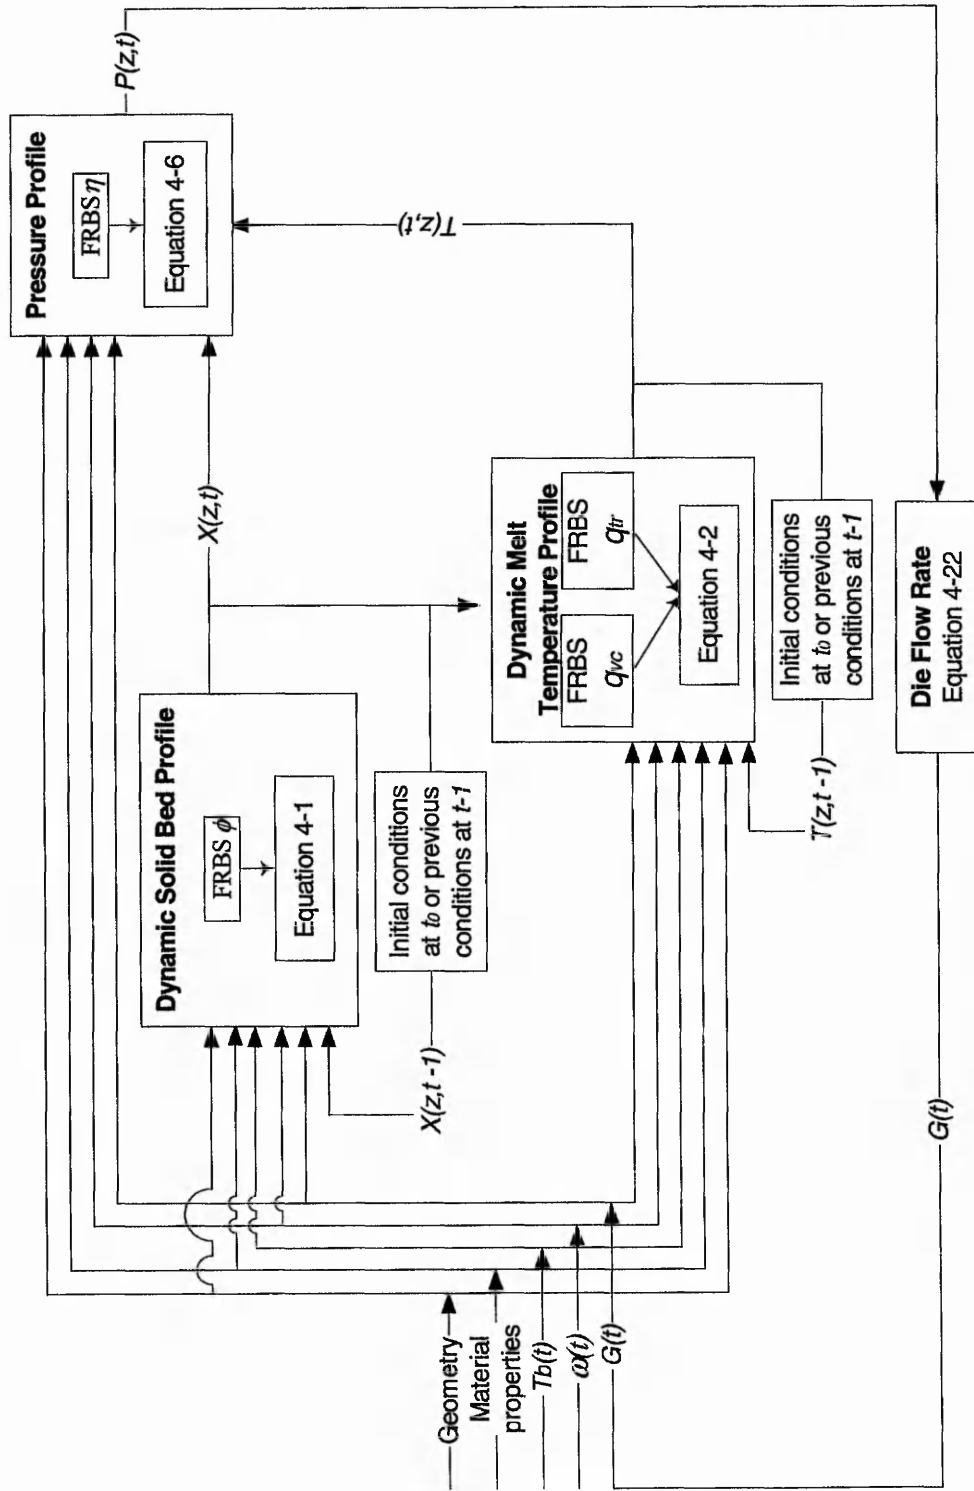 Geometry
Material
properties
Tb(t)
ω(t)
G(t)
Dynamic Solid Bed Profile
FRBS ϕ
Equation 4-1
X(z,t-1)
Initial conditions
at t0 or previous
conditions at t-1
X(z,t)
Pressure Profile
FRBS η
Equation 4-6
P(z,t)
T(z,t)
Dynamic Melt
Temperature Profile
FRBS
qvc
FRBS
qtr
Equation 4-2
T(z,t-1)
Initial conditions
at t0 or previous
conditions at t-1
Die Flow Rate
Equation 4-22
G(t)